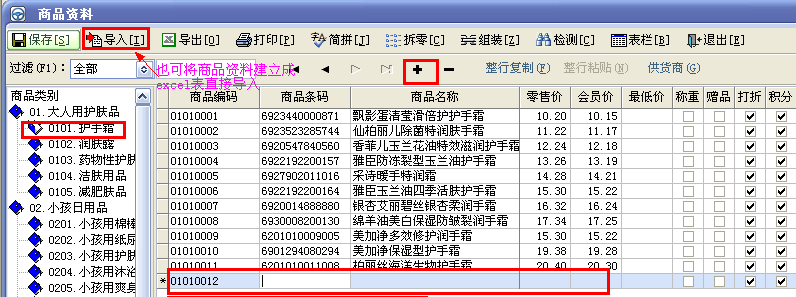 商品资料
保存[S] 导入[I] 导出[O] 打印[P] 简拼[J] 拆零[C] 组装[Z] 检测[C] 表栏[B] 退出[E]
过滤(F1): 全部 也可将商品资料建立成 整行复制(F) 整行粘贴(N) 供货商(G)
excel表直接导入
商品类别
01. 大人用护肤品
0101. 护手霜
0102. 润肤露
0103. 药物性护肤
0104. 洁肤用品
0105. 减肥肤品
02. 小孩日用品
0201. 小孩用棉棒
0202. 小孩用纸尿
0203. 小孩用护肤
0204. 小孩用沐浴
0205. 小孩用爽身
商品编码 商品条码 商品名称 零售价 会员价 最低价 称重 赠品 打折 积分
01010001 6923440000871 飘影蛋清莹滑倍护护手霜 10.20 10.15
01010002 6923523285744 仙柏丽儿除菌特润肤手霜 11.22 11.17
01010003 6920547840560 香菲儿玉兰花油特效滋润护手霜 12.24 12.18
01010004 6922192200157 雅臣防冻裂型玉兰油护手霜 13.26 13.19
01010005 6927902011016 采诗暖手特润霜 14.28 14.21
01010006 6922192200164 雅臣玉兰油四季活肤护手霜 15.30 15.22
01010007 6920014888880 银杏艾丽碧丝银杏柔润手霜 16.32 16.24
01010008 6930008200130 绵羊油美白保湿防皱裂润手霜 17.34 17.25
01010009 6201010009005 美加净多效修护润手霜 15.30 15.22
01010010 6901294080294 美加净保湿型护手霜 19.38 19.28
01010011 6201010011008 柏丽丝海洋生物护手霜 20.40 20.30
* 01010012